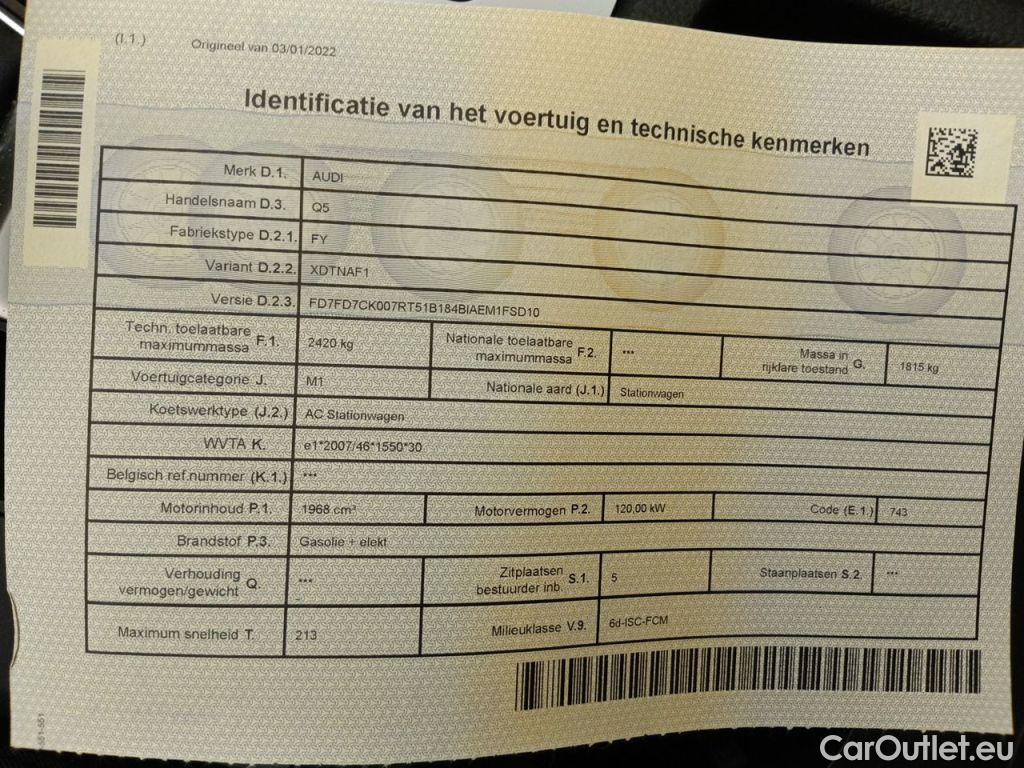 (I.1.) Origineel van 03/01/2022
Identificatie van het voertuig en technische kenmerken
Merk D.1. AUDI
Handelsnaam D.3. Q5
Fabriekstype D.2.1. FY
Variant D.2.2. XDTNAF1
Versie D.2.3. FD7FD7CK007RT51B184BIAEM1FSD10
Techn. toelaatbare maximummassa F.1. 2420 kg Nationale toelaatbare maximummassa F.2. *** Massa in rijklare toestand G. 1815 kg
Voertuigcategorie J. M1 Nationale aard (J.1.) Stationwagen
Koetswerktype (J.2.) AC Stationwagen
WVTA K. e1*2007/46*1550*30
Belgisch ref.nummer (K.1.) ***
Motorinhoud P.1. 1968 cm³ Motorvermogen P.2. 120,00 kW Code (E.1.) 743
Brandstof P.3. Gasolie + elekt
Verhouding vermogen/gewicht Q. *** Zitplaatsen bestuurder inb. S.1. 5 Staanplaatsen S.2. ***
Maximum snelheid T. 213 Milieuklasse V.9. 6d-ISC-FCM
CarOutlet.eu